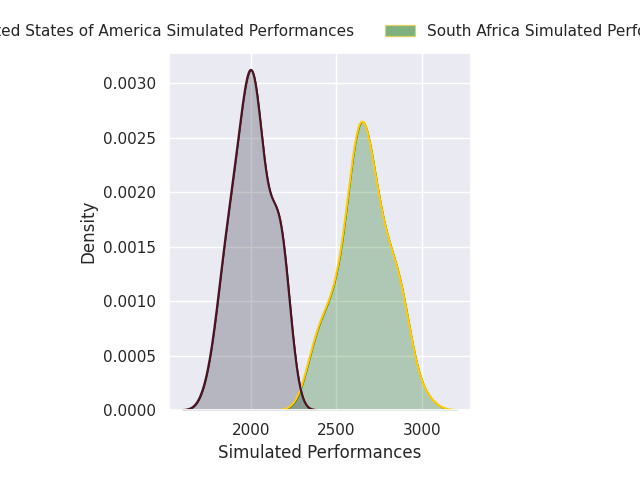 ed States of America Simulated Performances South Africa Simulated Perfo
0.0030
0.0025
0.0020
0.0015
0.0010
0.0005
0.0000
Density
2000 2500 3000
Simulated Performances